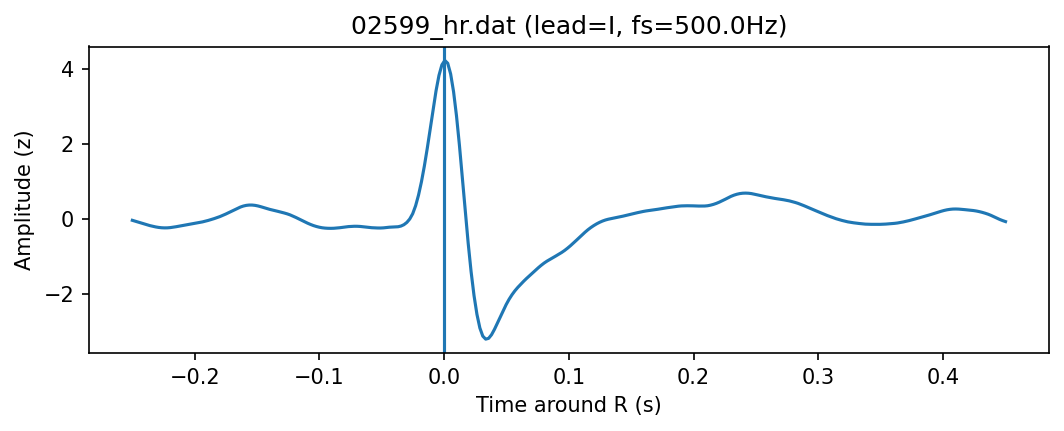 02599_hr.dat (lead=I, fs=500.0Hz)
Amplitude (z)
4
2
0
−2
−0.2 −0.1 0.0 0.1 0.2 0.3 0.4
Time around R (s)